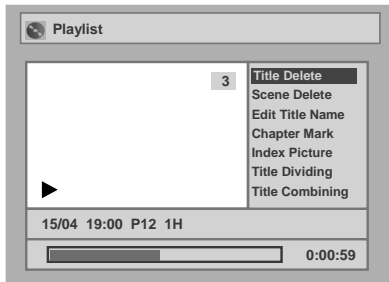 Playlist
3
Title Delete
Scene Delete
Edit Title Name
Chapter Mark
Index Picture
Title Dividing
Title Combining
15/04 19:00 P12 1H
0:00:59